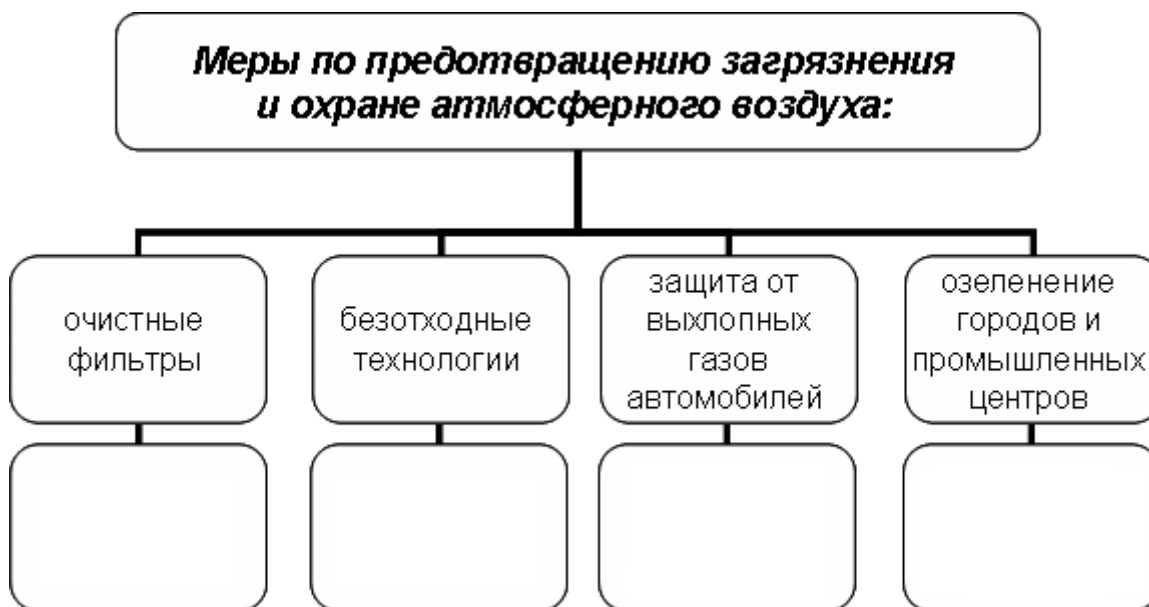 Меры по предотвращению загрязнения
и охране атмосферного воздуха:
очистные
фильтры
безотходные
технологии
защита от
выхлопных
газов
автомобилей
озеленение
городов и
промышленных
центров